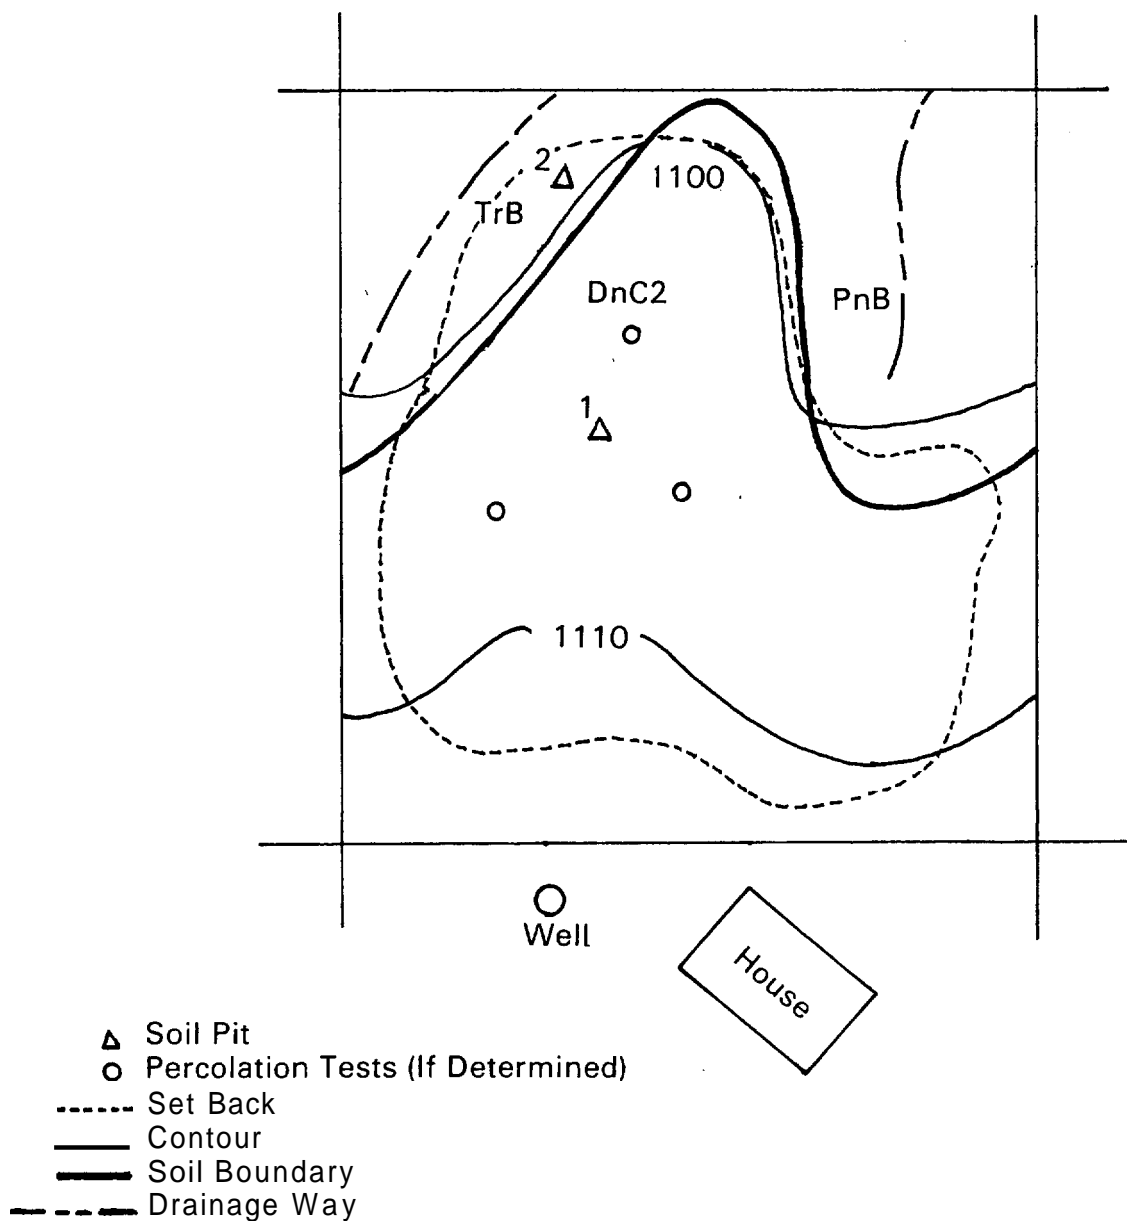 2
1100
TrB
DnC2
PnB
1
1110
Well
House
Soil Pit
Percolation Tests (If Determined)
Set Back
Contour
Soil Boundary
Drainage Way